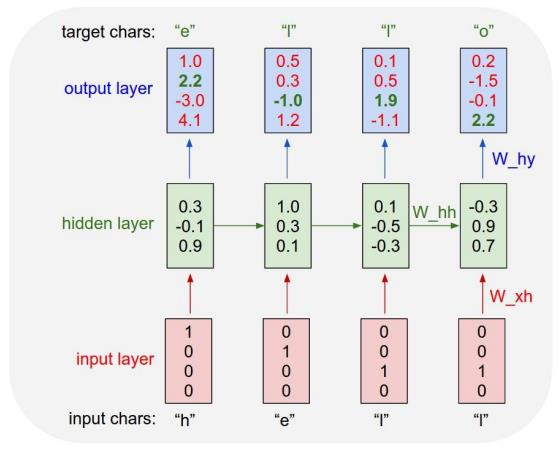 target chars: “e” “l” “l” “o”
output layer
1.0 0.5 0.1 0.2
2.2 0.3 0.5 -1.5
-3.0 -1.0 1.9 -0.1
4.1 1.2 -1.1 2.2
W_hy
hidden layer
0.3 1.0 0.1 -0.3
-0.1 0.3 -0.5 0.9
0.9 0.1 -0.3 0.7
W_hh
W_xh
input layer
1 0 0 0
0 1 0 0
0 0 1 1
0 0 0 0
input chars: “h” “e” “l” “l”